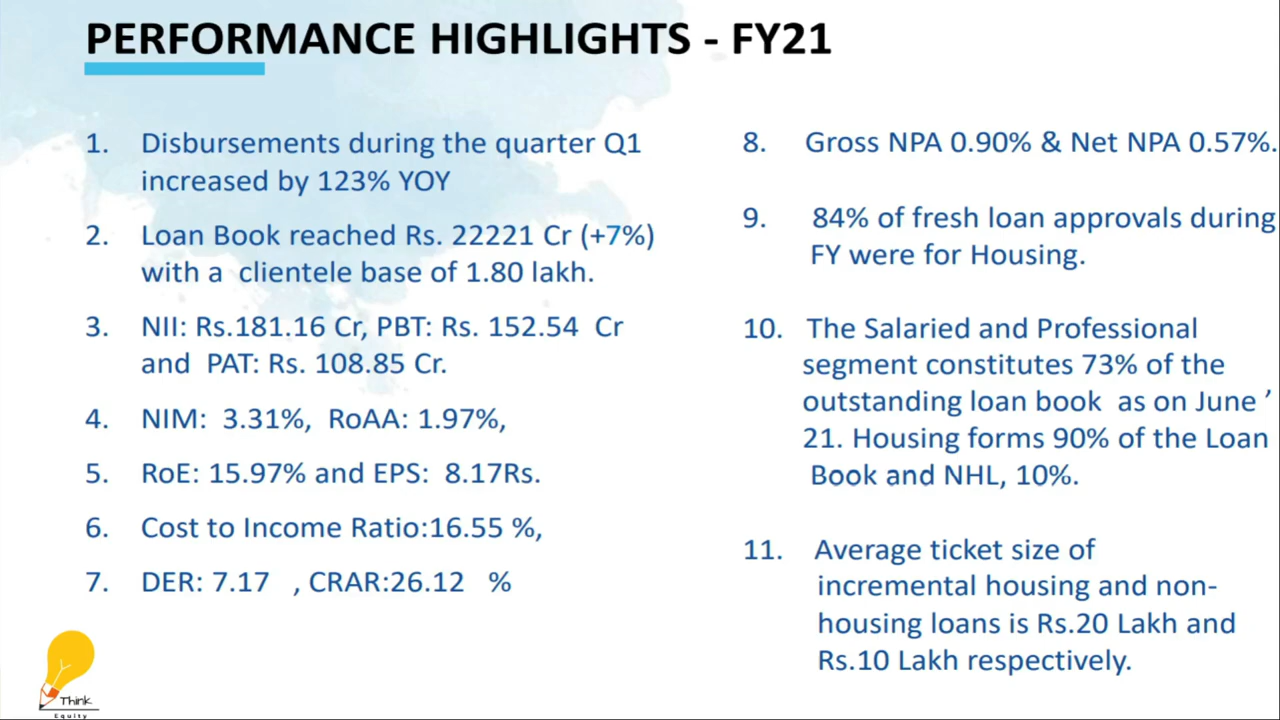 PERFORMANCE HIGHLIGHTS - FY21
1. Disbursements during the quarter Q1
increased by 123% YOY
2. Loan Book reached Rs. 22221 Cr (+7%)
with a clientele base of 1.80 lakh.
3. NII: Rs.181.16 Cr, PBT: Rs. 152.54 Cr
and PAT: Rs. 108.85 Cr.
4. NIM: 3.31%, RoAA: 1.97%,
5. RoE: 15.97% and EPS: 8.17Rs.
6. Cost to Income Ratio:16.55 %,
7. DER: 7.17 , CRAR:26.12 %
8. Gross NPA 0.90% & Net NPA 0.57%.
9. 84% of fresh loan approvals during
FY were for Housing.
10. The Salaried and Professional
segment constitutes 73% of the
outstanding loan book as on June ’
21. Housing forms 90% of the Loan
Book and NHL, 10%.
11. Average ticket size of
incremental housing and non-
housing loans is Rs.20 Lakh and
Rs.10 Lakh respectively.
Think
Equity